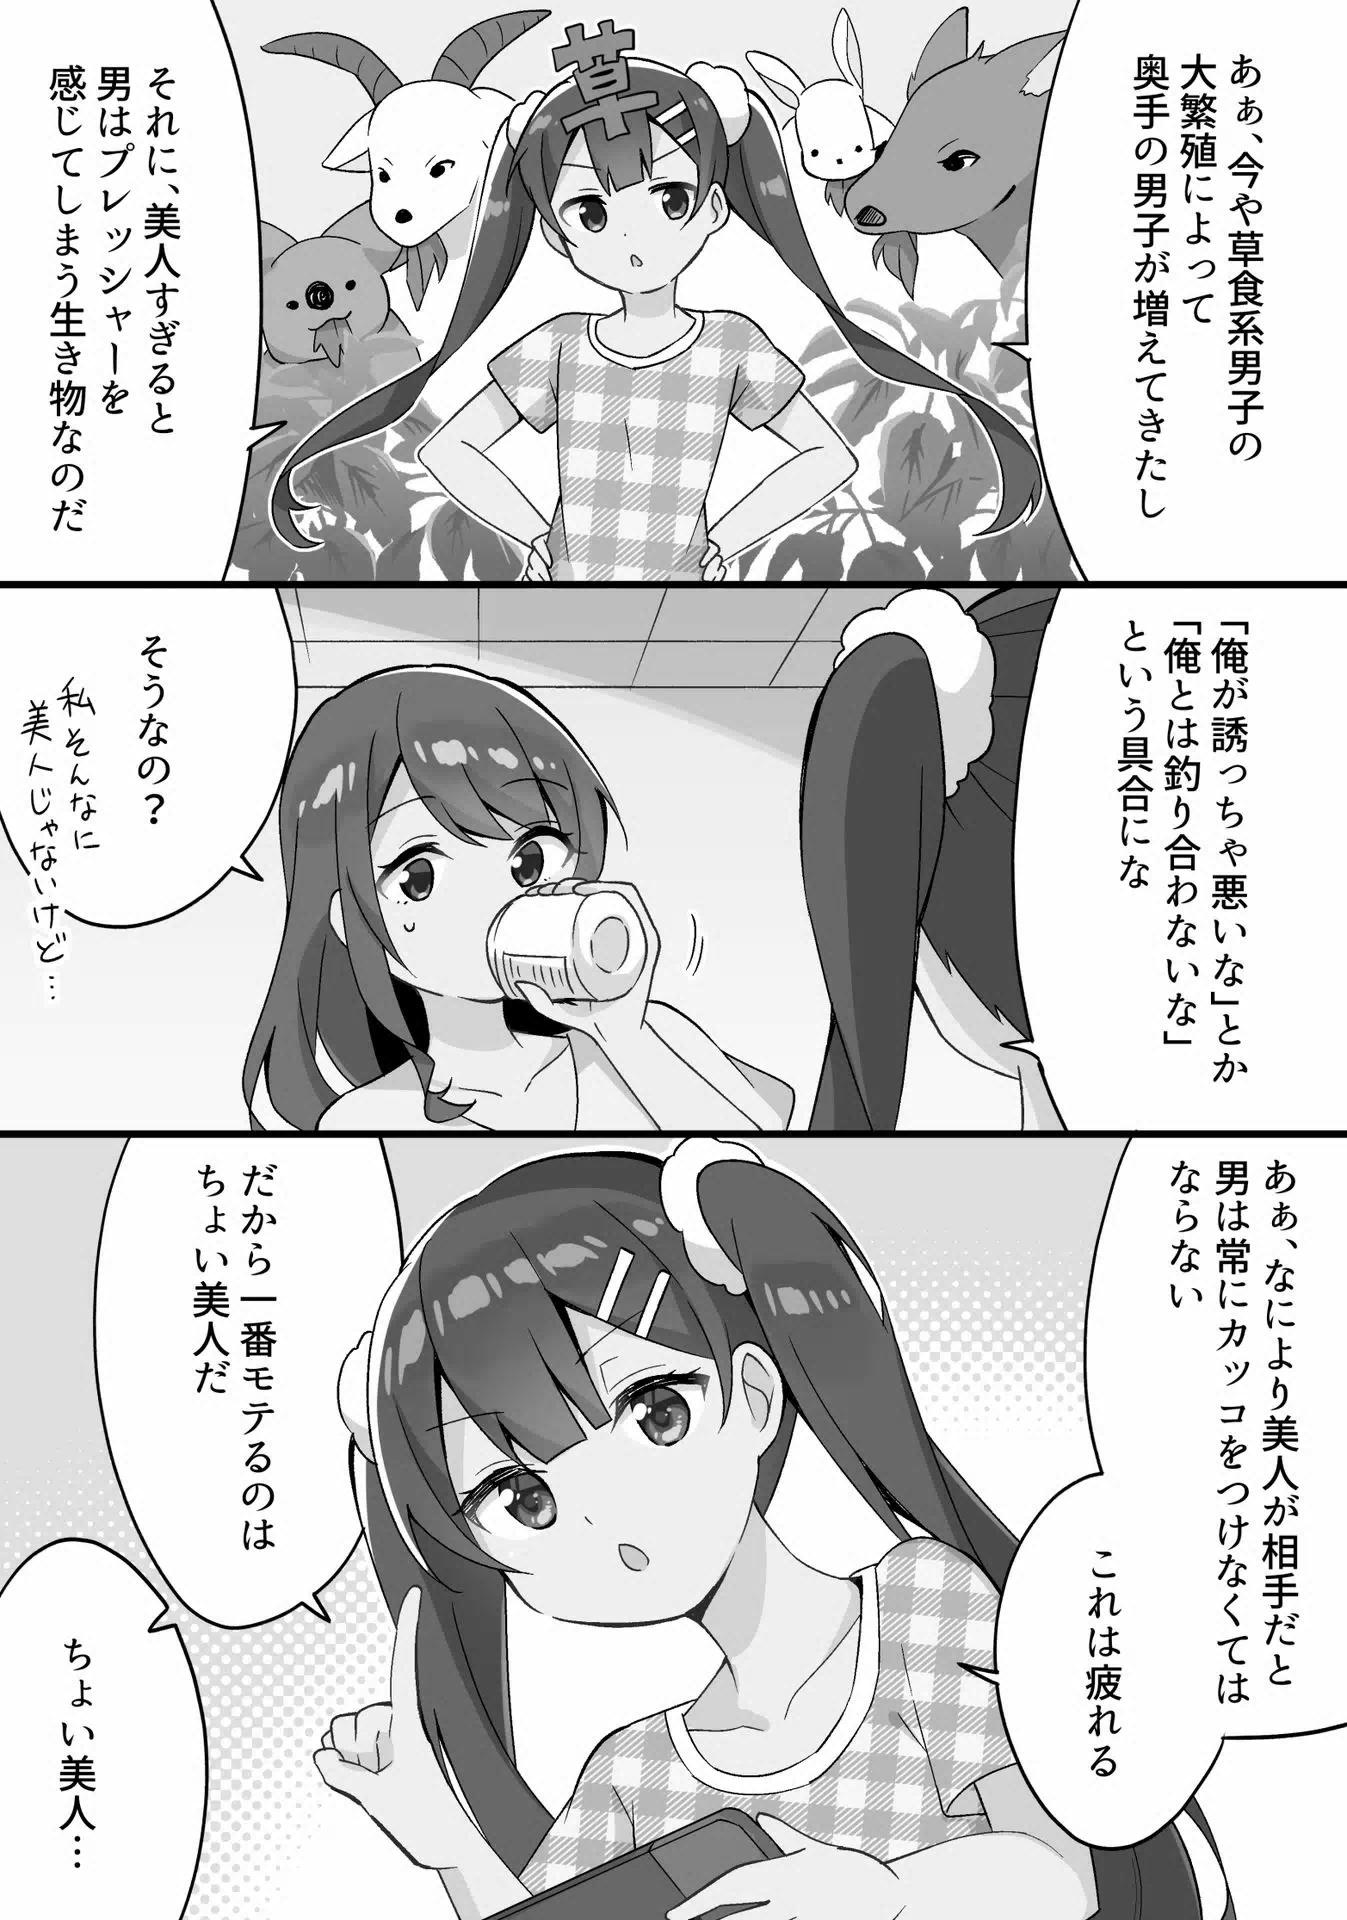 あぁ、今や草食系男子の
大繁殖によって
奥手の男子が増えてきたし
草
それに、美人すぎると
男はプレッシャーを
感じてしまう生き物なのだ
「俺が誘っちゃ悪いな」とか
「俺とは釣り合わないな」
という具合にな
そうなの？
私そんなに
美人じゃないけど…
あぁ、なにより美人が相手だと
男は常にカッコをつけなくては
ならない
これは疲れる
だから一番モテるのは
ちょい美人だ
ちょい美人…